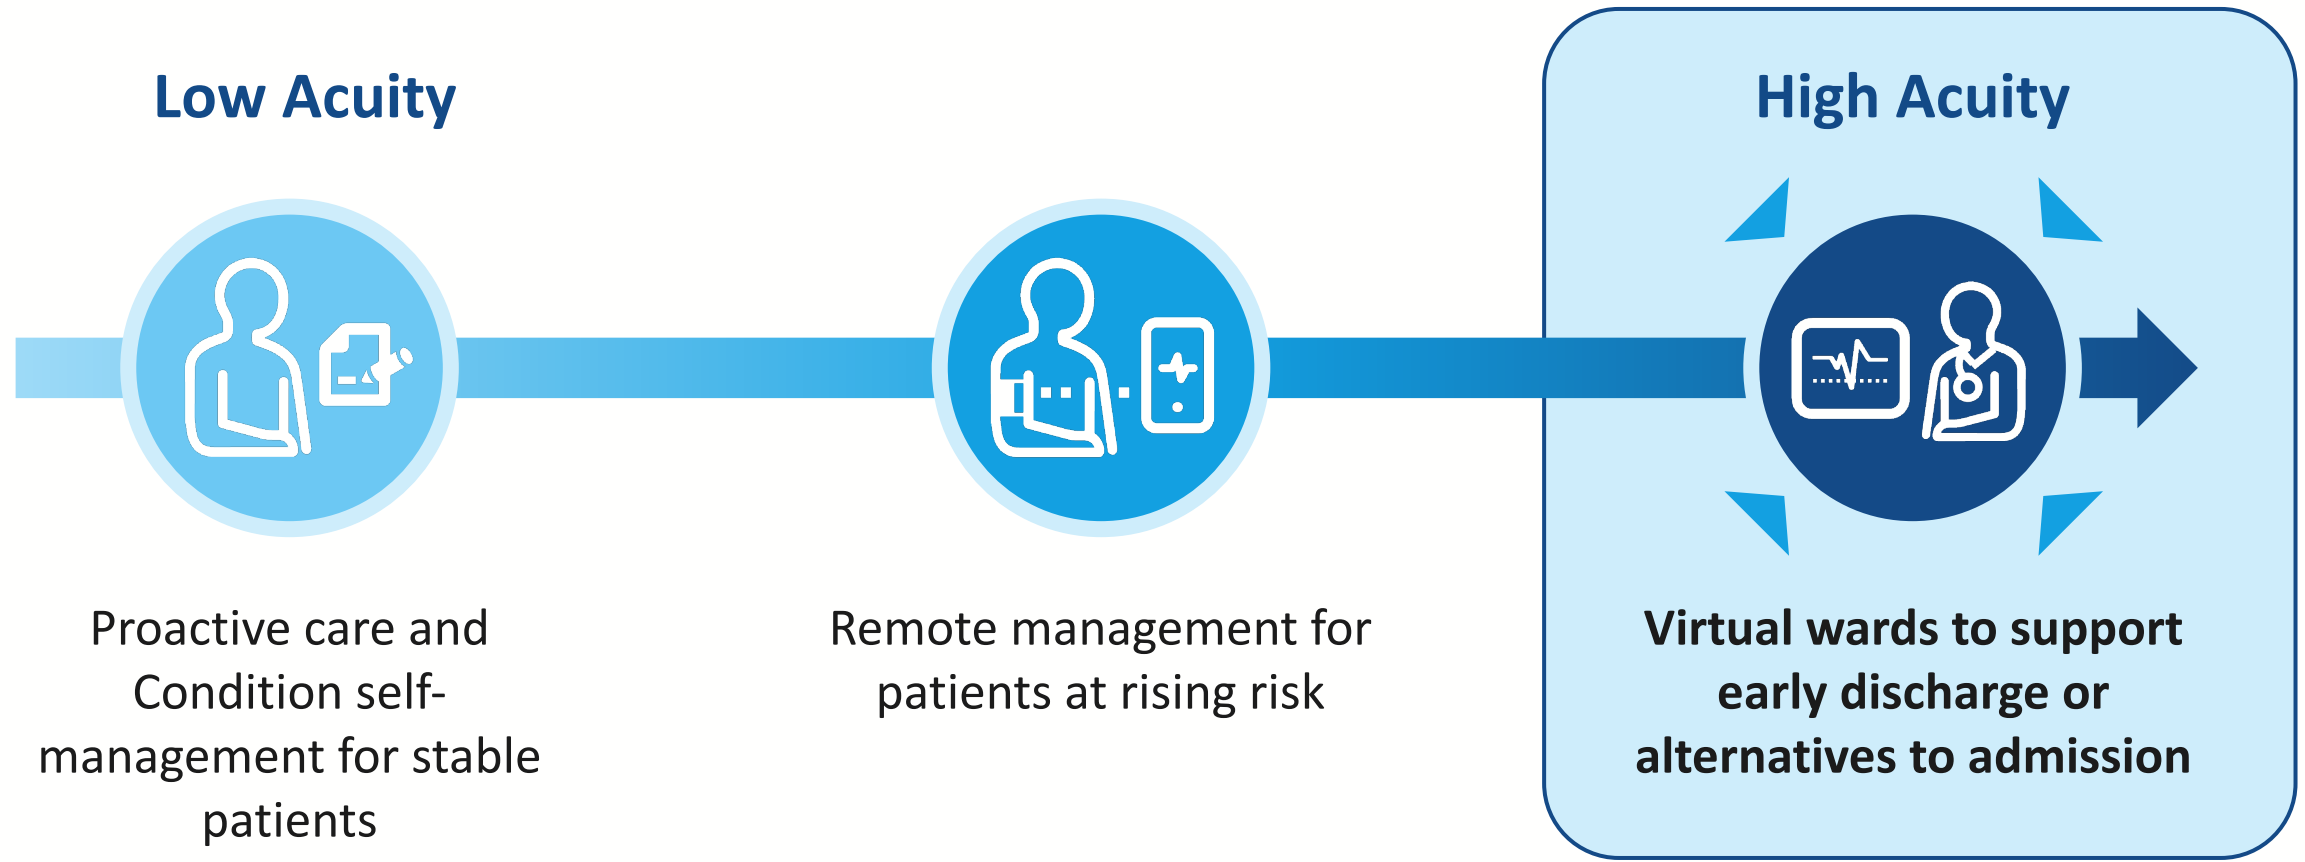 Low Acuity
High Acuity
Proactive care and
Condition self-
management for stable
patients
Remote management for
patients at rising risk
Virtual wards to support
early discharge or
alternatives to admission